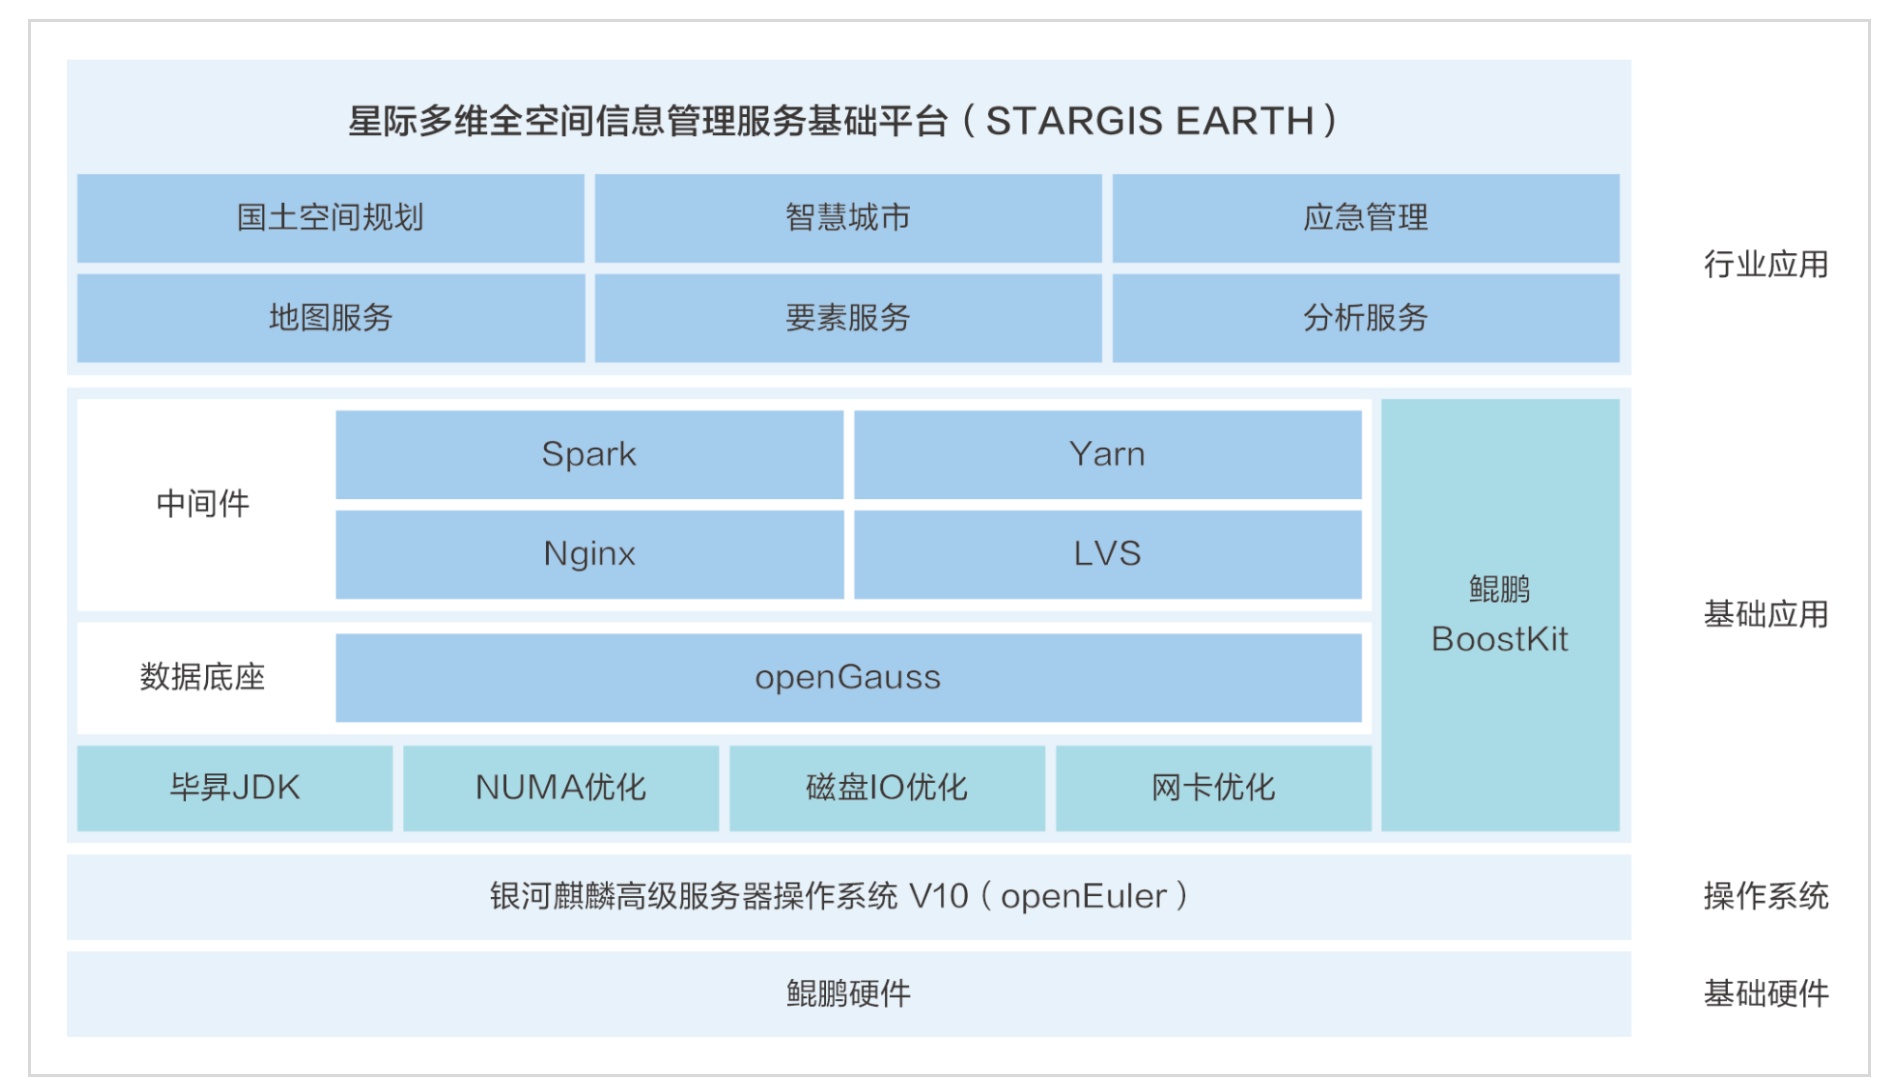 星际多维全空间信息管理服务基础平台（STARGIS EARTH）
国土空间规划
智慧城市
应急管理
地图服务
要素服务
分析服务
行业应用
中间件
Spark
Yarn
Nginx
LVS
数据底座
openGauss
毕昇JDK
NUMA优化
磁盘IO优化
网卡优化
鲲鹏
BoostKit
基础应用
银河麒麟高级服务器操作系统 V10（openEuler）
操作系统
鲲鹏硬件
基础硬件